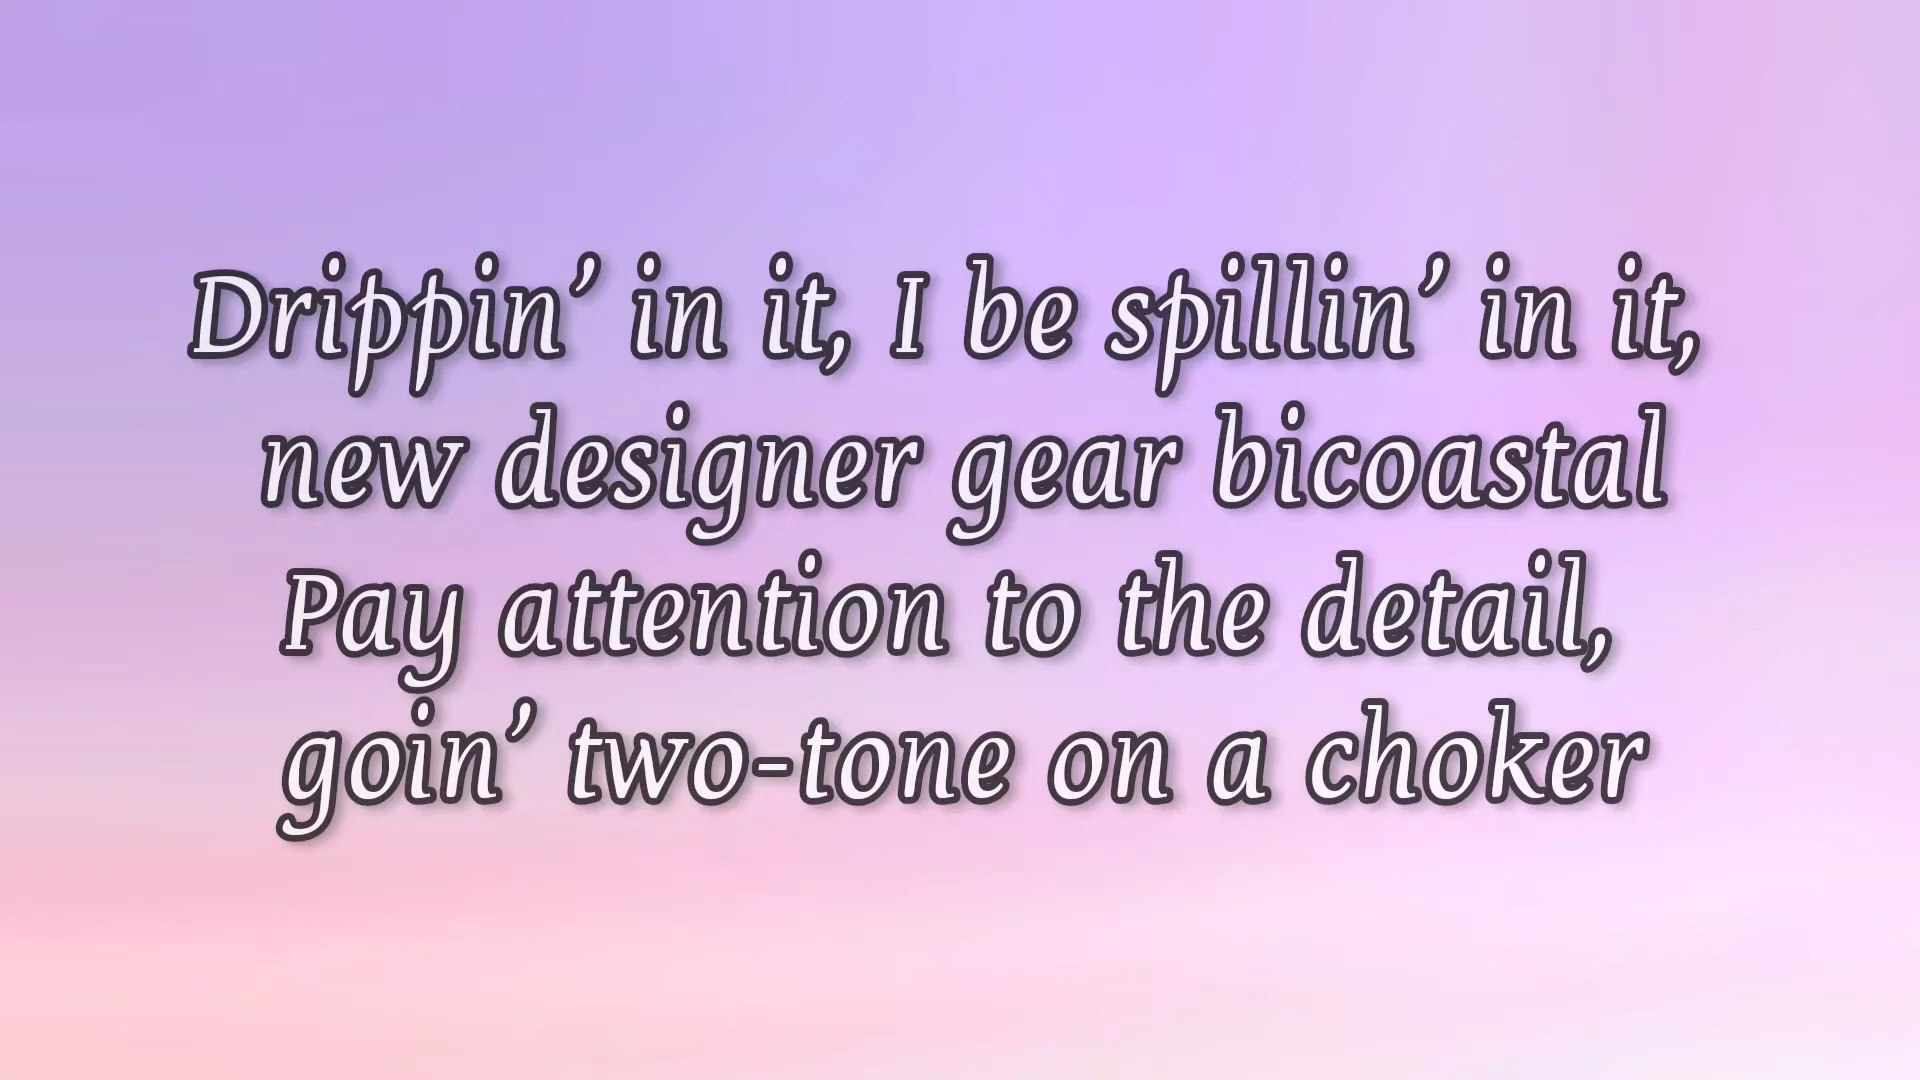 Drippin’ in it, I be spillin’ in it,
new designer gear bicoastal
Pay attention to the detail,
goin’ two-tone on a choker